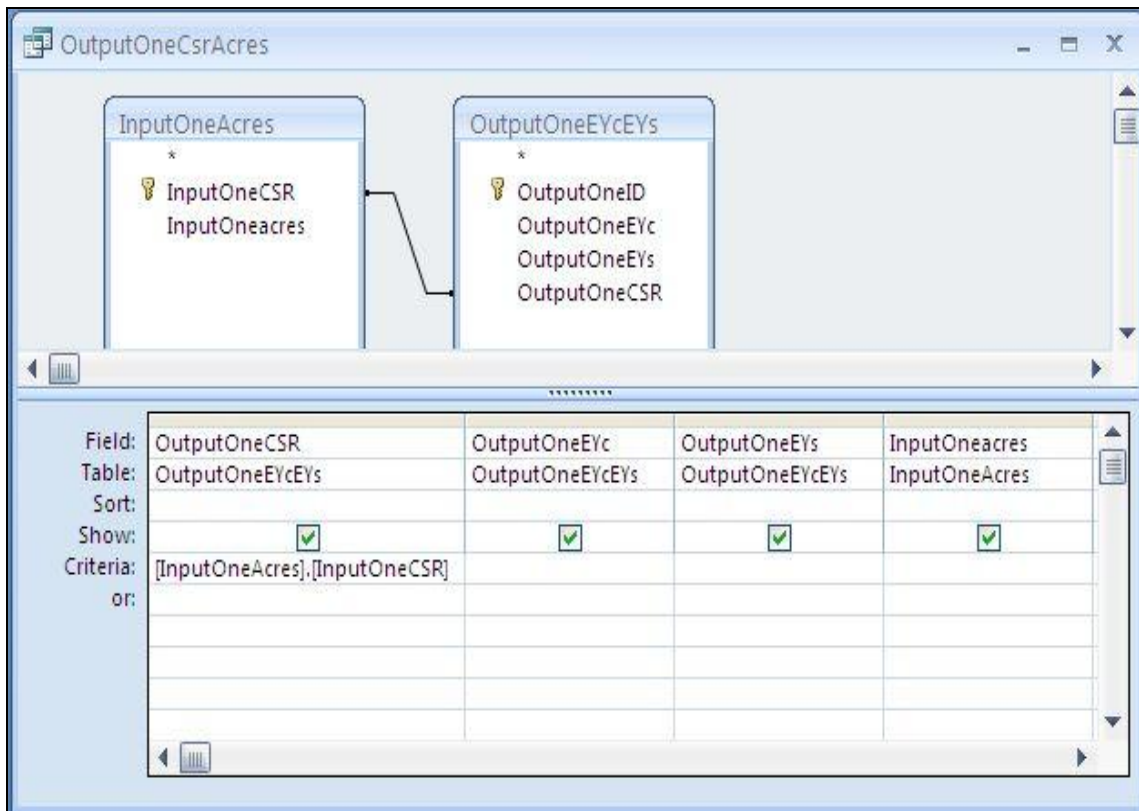 OutputOneCsrAcres
InputOneAcres
*
InputOneCSR
InputOneacres
OutputOneEYcEYs
*
OutputOneID
OutputOneEYc
OutputOneEYs
OutputOneCSR
Field: OutputOneCSR OutputOneEYc OutputOneEYs InputOneacres
Table: OutputOneEYcEYs OutputOneEYcEYs OutputOneEYcEYs InputOneAcres
Sort:
Show:
Criteria: [InputOneAcres].[InputOneCSR]
or: